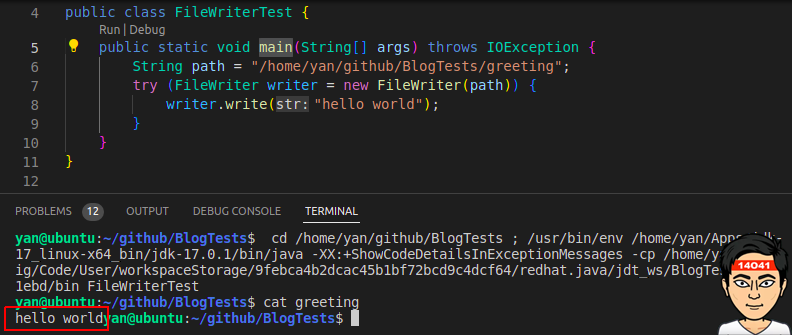 4 public class FileWriterTest {
Run | Debug
5 public static void main(String[] args) throws IOException {
6 String path = "/home/yan/github/BlogTests/greeting";
7 try (FileWriter writer = new FileWriter(path)) {
8 writer.write(str:"hello world");
9 }
10 }
11 }
12
PROBLEMS 12 OUTPUT DEBUG CONSOLE TERMINAL
yan@ubuntu:~/github/BlogTests$ cd /home/yan/github/BlogTests ; /usr/bin/env /home/yan/Apps
17_linux-x64_bin/jdk-17.0.1/bin/java -XX:+ShowCodeDetailsInExceptionMessages -cp /home/y
ig/Code/User/workspaceStorage/9febca4b2dcac45b1bf72bcd9c4dcf64/redhat.java/jdt_ws/BlogTe
1ebd/bin FileWriterTest
yan@ubuntu:~/github/BlogTests$ cat greeting
hello worldyan@ubuntu:~/github/BlogTests$
14041